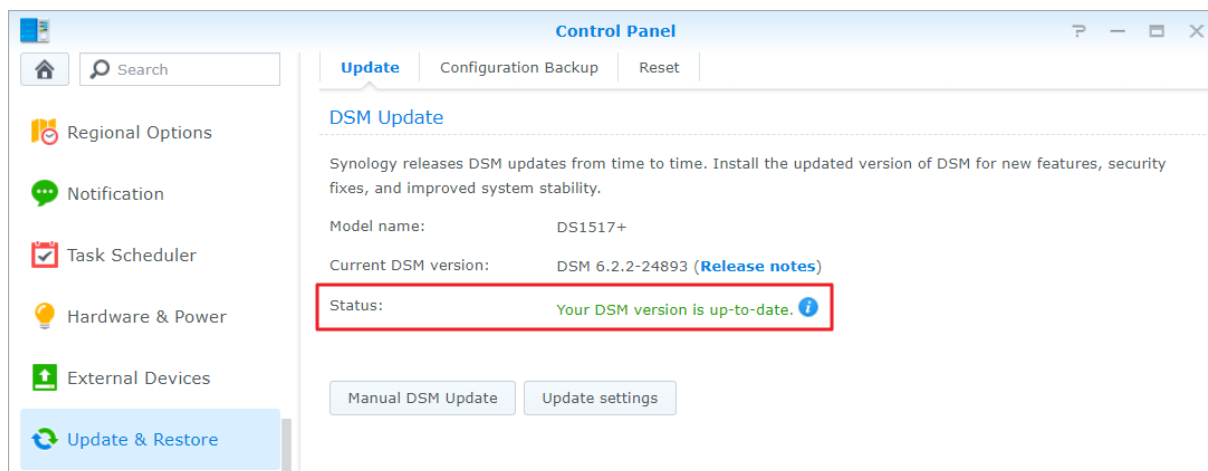 Control Panel
Search
Update
Configuration Backup
Reset
Regional Options
Notification
Task Scheduler
Hardware & Power
External Devices
Update & Restore
DSM Update
Synology releases DSM updates from time to time. Install the updated version of DSM for new features, security
fixes, and improved system stability.
Model name: DS1517+
Current DSM version: DSM 6.2.2-24893 (Release notes)
Status: Your DSM version is up-to-date.
Manual DSM Update
Update settings